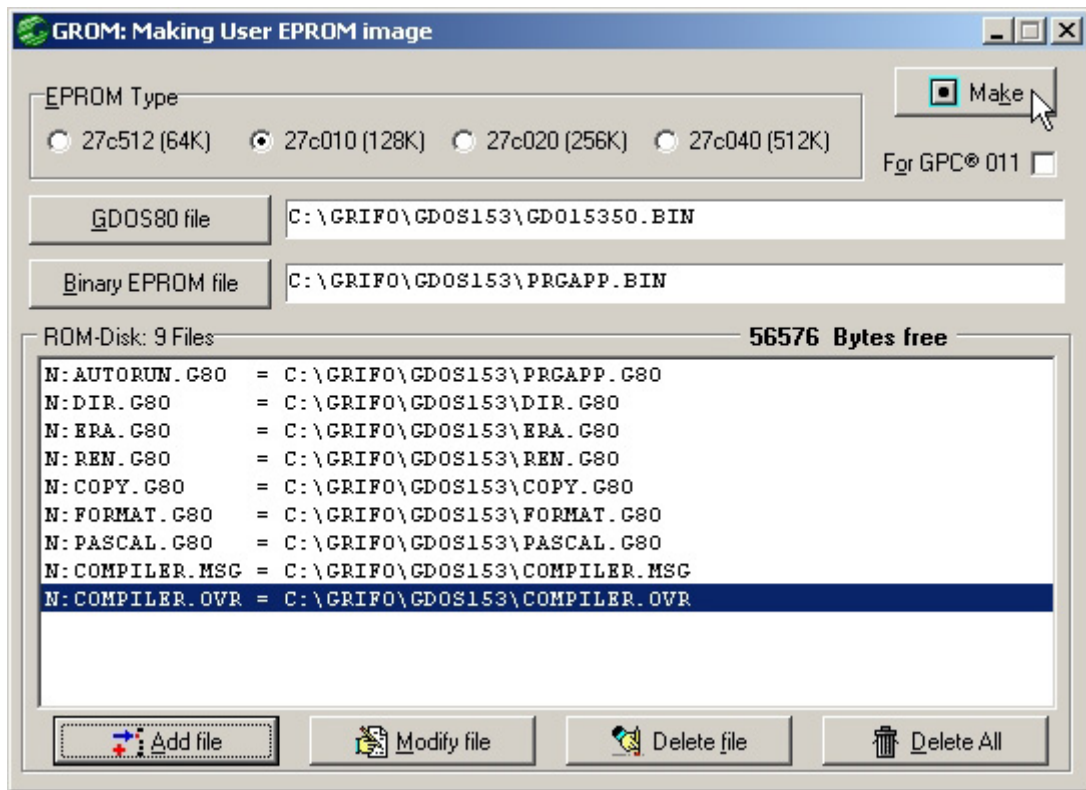 GROM: Making User EPROM image
EPROM Type
Make
27c512 (64K) 27c010 (128K) 27c020 (256K) 27c040 (512K)
For GPC® 011
GDOS80 file C:\GRIFO\GDOS153\GDO1535O.BIN
Binary EPROM file C:\GRIFO\GDOS153\PRGAPP.BIN
ROM-Disk: 9 Files 56576 Bytes free
N:AUTORUN.G80 = C:\GRIFO\GDOS153\PRGAPP.G80
N:DIR.G80 = C:\GRIFO\GDOS153\DIR.G80
N:ERA.G80 = C:\GRIFO\GDOS153\ERA.G80
N:REN.G80 = C:\GRIFO\GDOS153\REN.G80
N:COPY.G80 = C:\GRIFO\GDOS153\COPY.G80
N:FORMAT.G80 = C:\GRIFO\GDOS153\FORMAT.G80
N:PASCAL.G80 = C:\GRIFO\GDOS153\PASCAL.G80
N:COMPILER.MSG = C:\GRIFO\GDOS153\COMPILER.MSG
N:COMPILER.OVR = C:\GRIFO\GDOS153\COMPILER.OVR
Add file Modify file Delete file Delete All